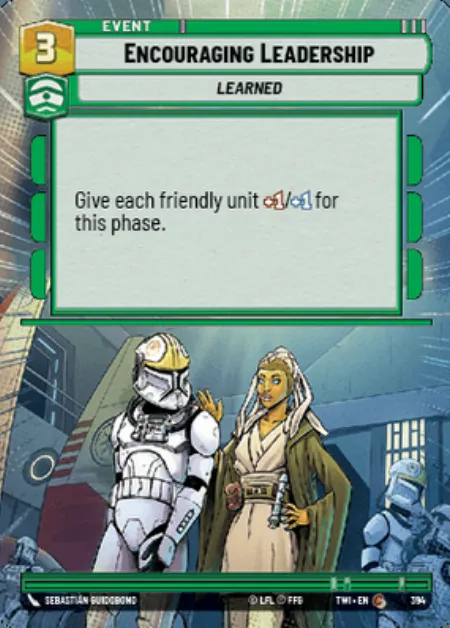 EVENT
3
ENCOURAGING LEADERSHIP
LEARNED
Give each friendly unit +1/+1 for
this phase.
SEBASTIÁN GUIDOBONO
© LFL Ⓟ FFG
TWI • EN
394